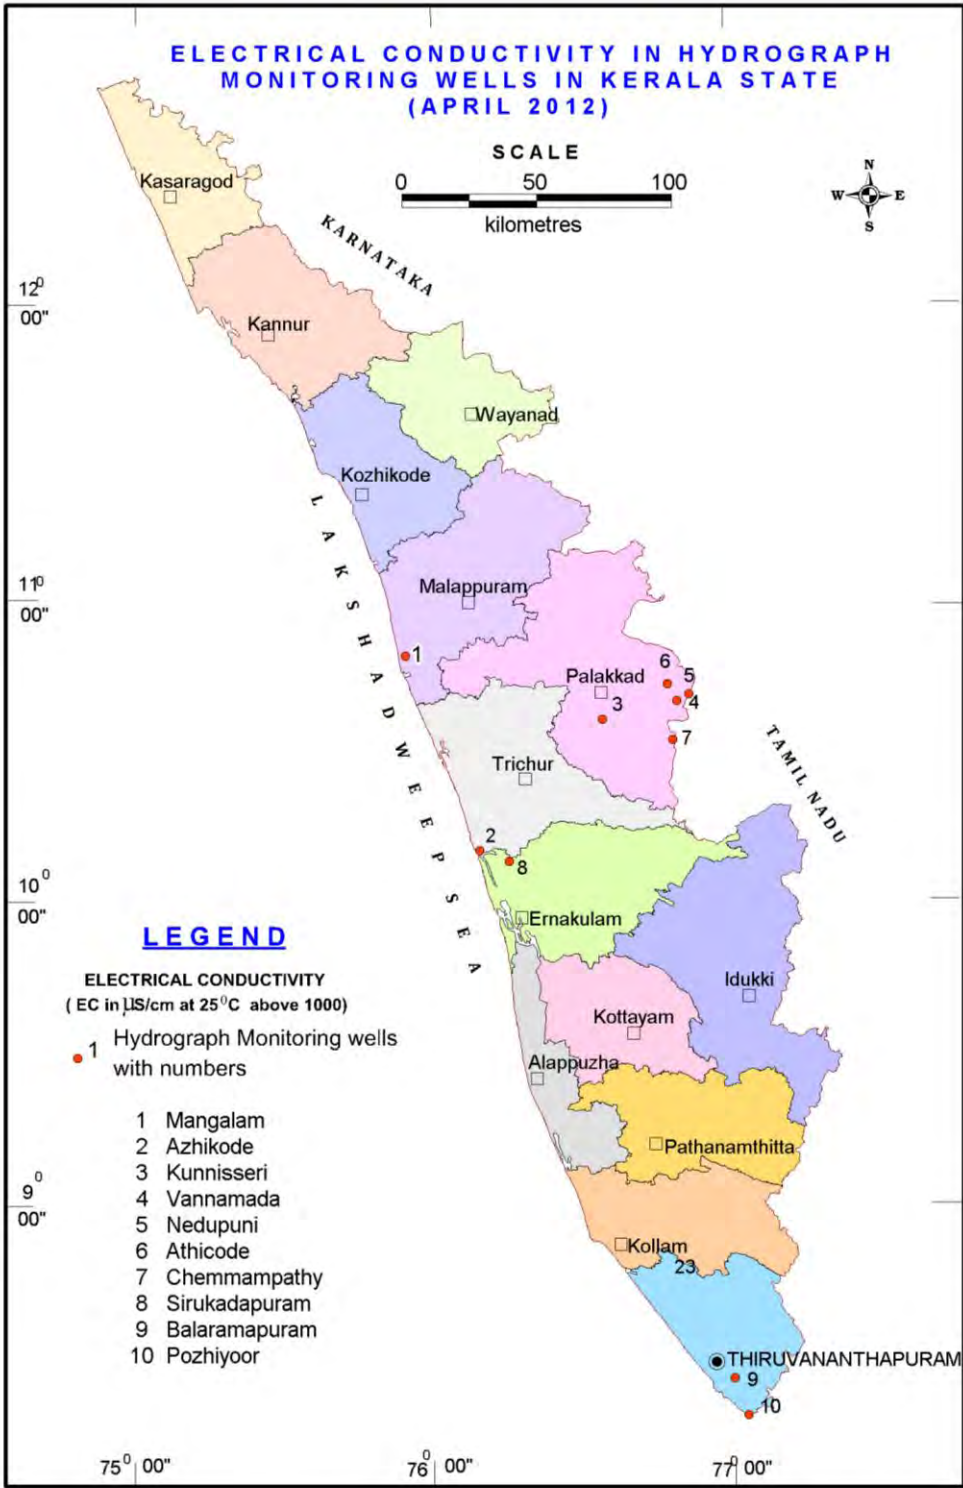 ELECTRICAL CONDUCTIVITY IN HYDROGRAPH
MONITORING WELLS IN KERALA STATE
(APRIL 2012)
SCALE
0 50 100
kilometres
N
W E
S
Kasaragod
KARNATAKA
12⁰
00"
Kannur
Wayanad
Kozhikode
LAKSHADWEEP SEA
11⁰
00"
Malappuram
1
Palakkad
6
5
4
3
7
TAMIL NADU
Trichur
2
8
10⁰
00"
Ernakulam
LEGEND
ELECTRICAL CONDUCTIVITY
( EC in µS/cm at 25⁰C above 1000)
1 Hydrograph Monitoring wells
with numbers
Idukki
Kottayam
Alappuzha
1 Mangalam
2 Azhikode
3 Kunnisseri
4 Vannamada
5 Nedupuni
6 Athicode
7 Chemmampathy
8 Sirukadapuram
9 Balaramapuram
10 Pozhiyoor
Pathanamthitta
9⁰
00"
Kollam
23
THIRUVANANTHAPURAM
9
10
75⁰ 00" 76⁰ 00" 77⁰ 00"